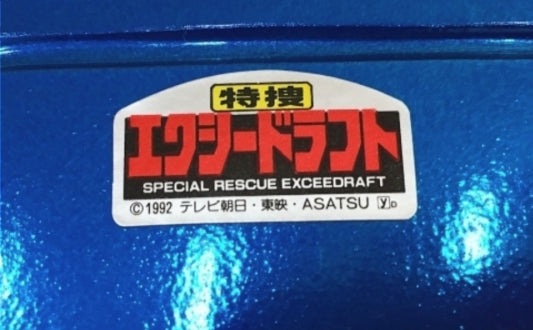 特捜
エクシードラフト
SPECIAL RESCUE EXCEEDRAFT
©1992 テレビ朝日・東映・ASATSU yD